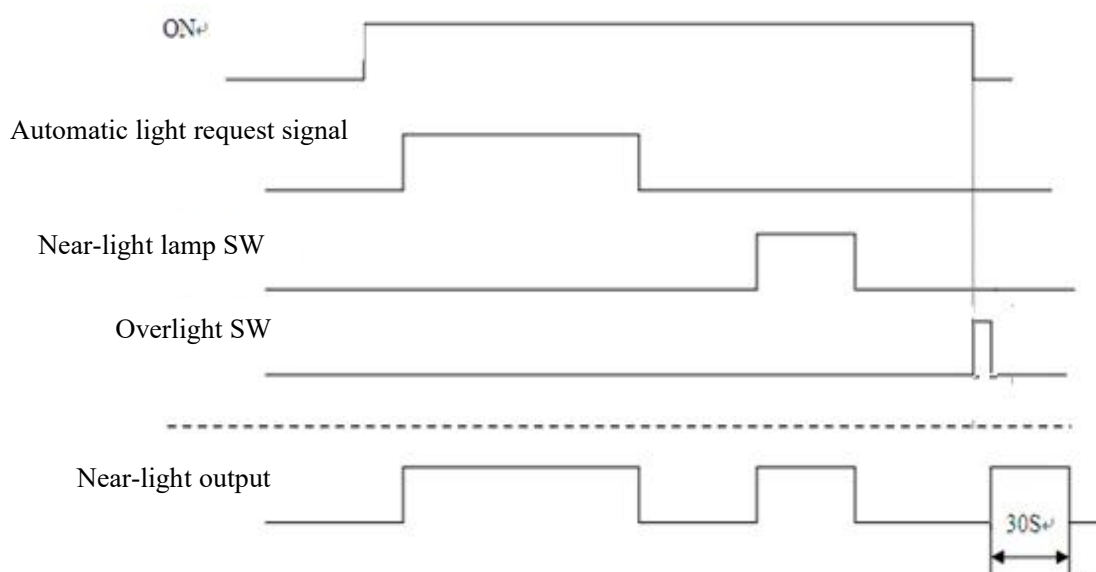 ON↵
Automatic light request signal
Near-light lamp SW
Overlight SW
Near-light output
30S↵